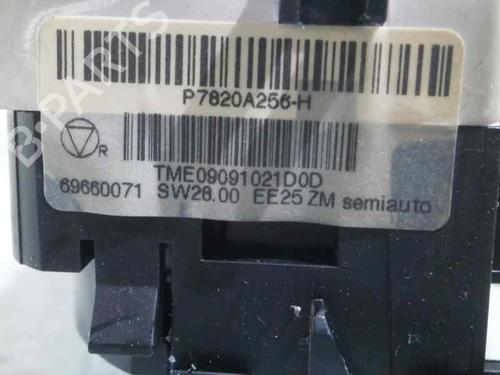 P7820A256-H
R
TME09091021D0D
69660071 SW28.00 EE25 ZM semiauto
B-PARTS